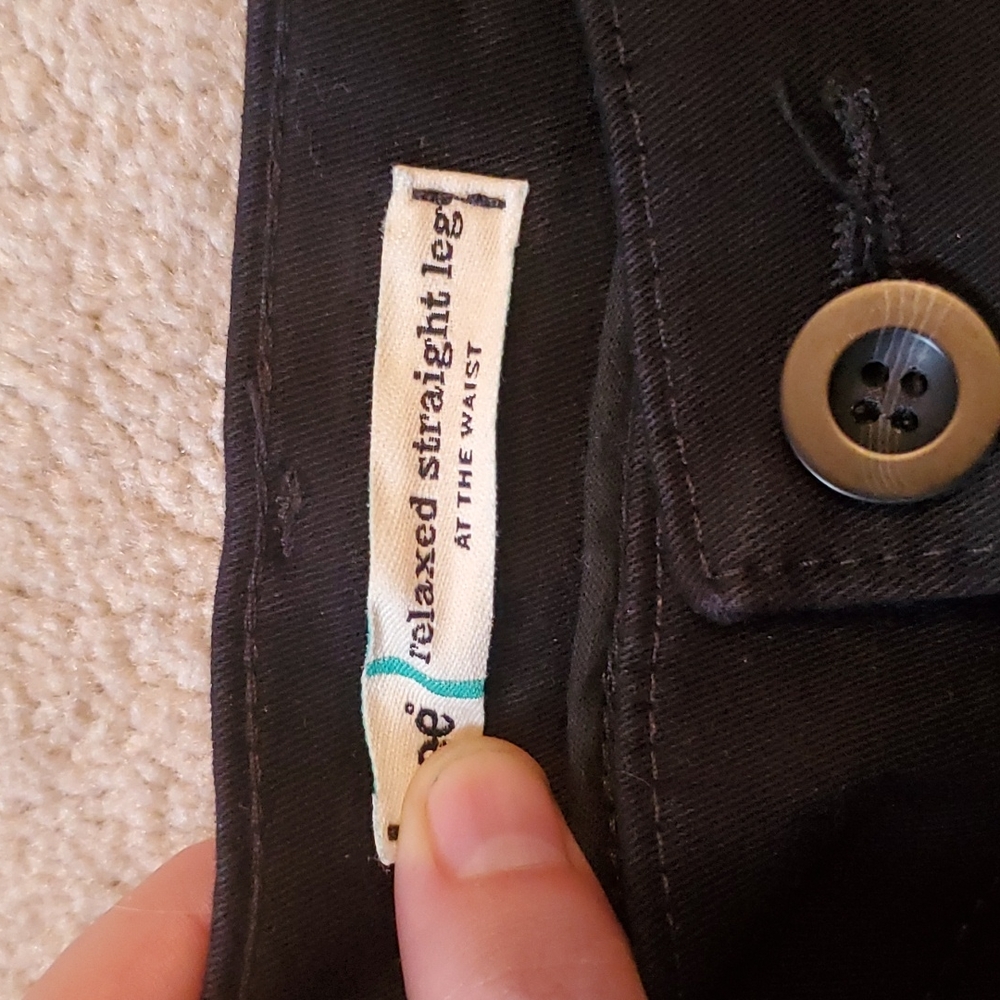 relaxed straight leg
AT THE WAIST